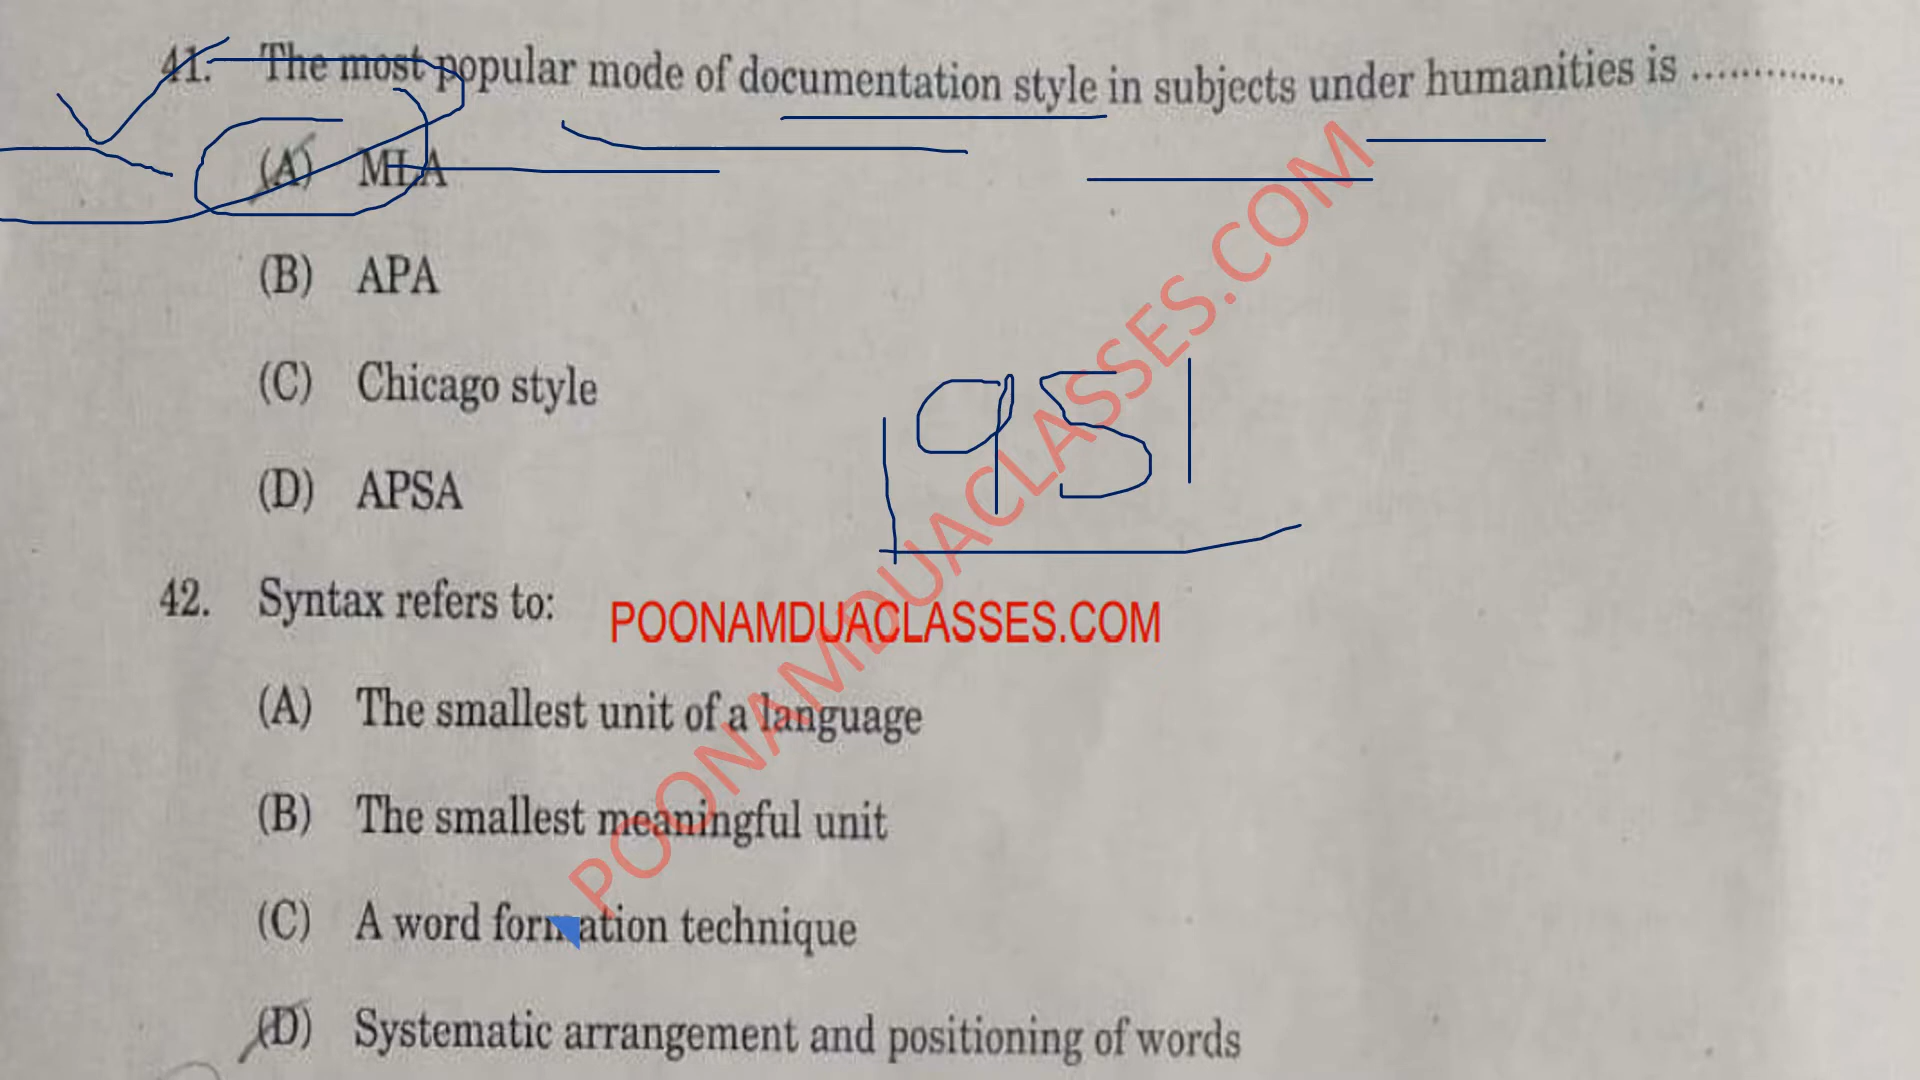 41. The most popular mode of documentation style in subjects under humanities is ..............
(A) MLA
(B) APA
(C) Chicago style
(D) APSA
951
42. Syntax refers to:
POONAMDUACLASSES.COM
POONAMDUACLASSES.COM
(A) The smallest unit of a language
(B) The smallest meaningful unit
(C) A word formation technique
(D) Systematic arrangement and positioning of words